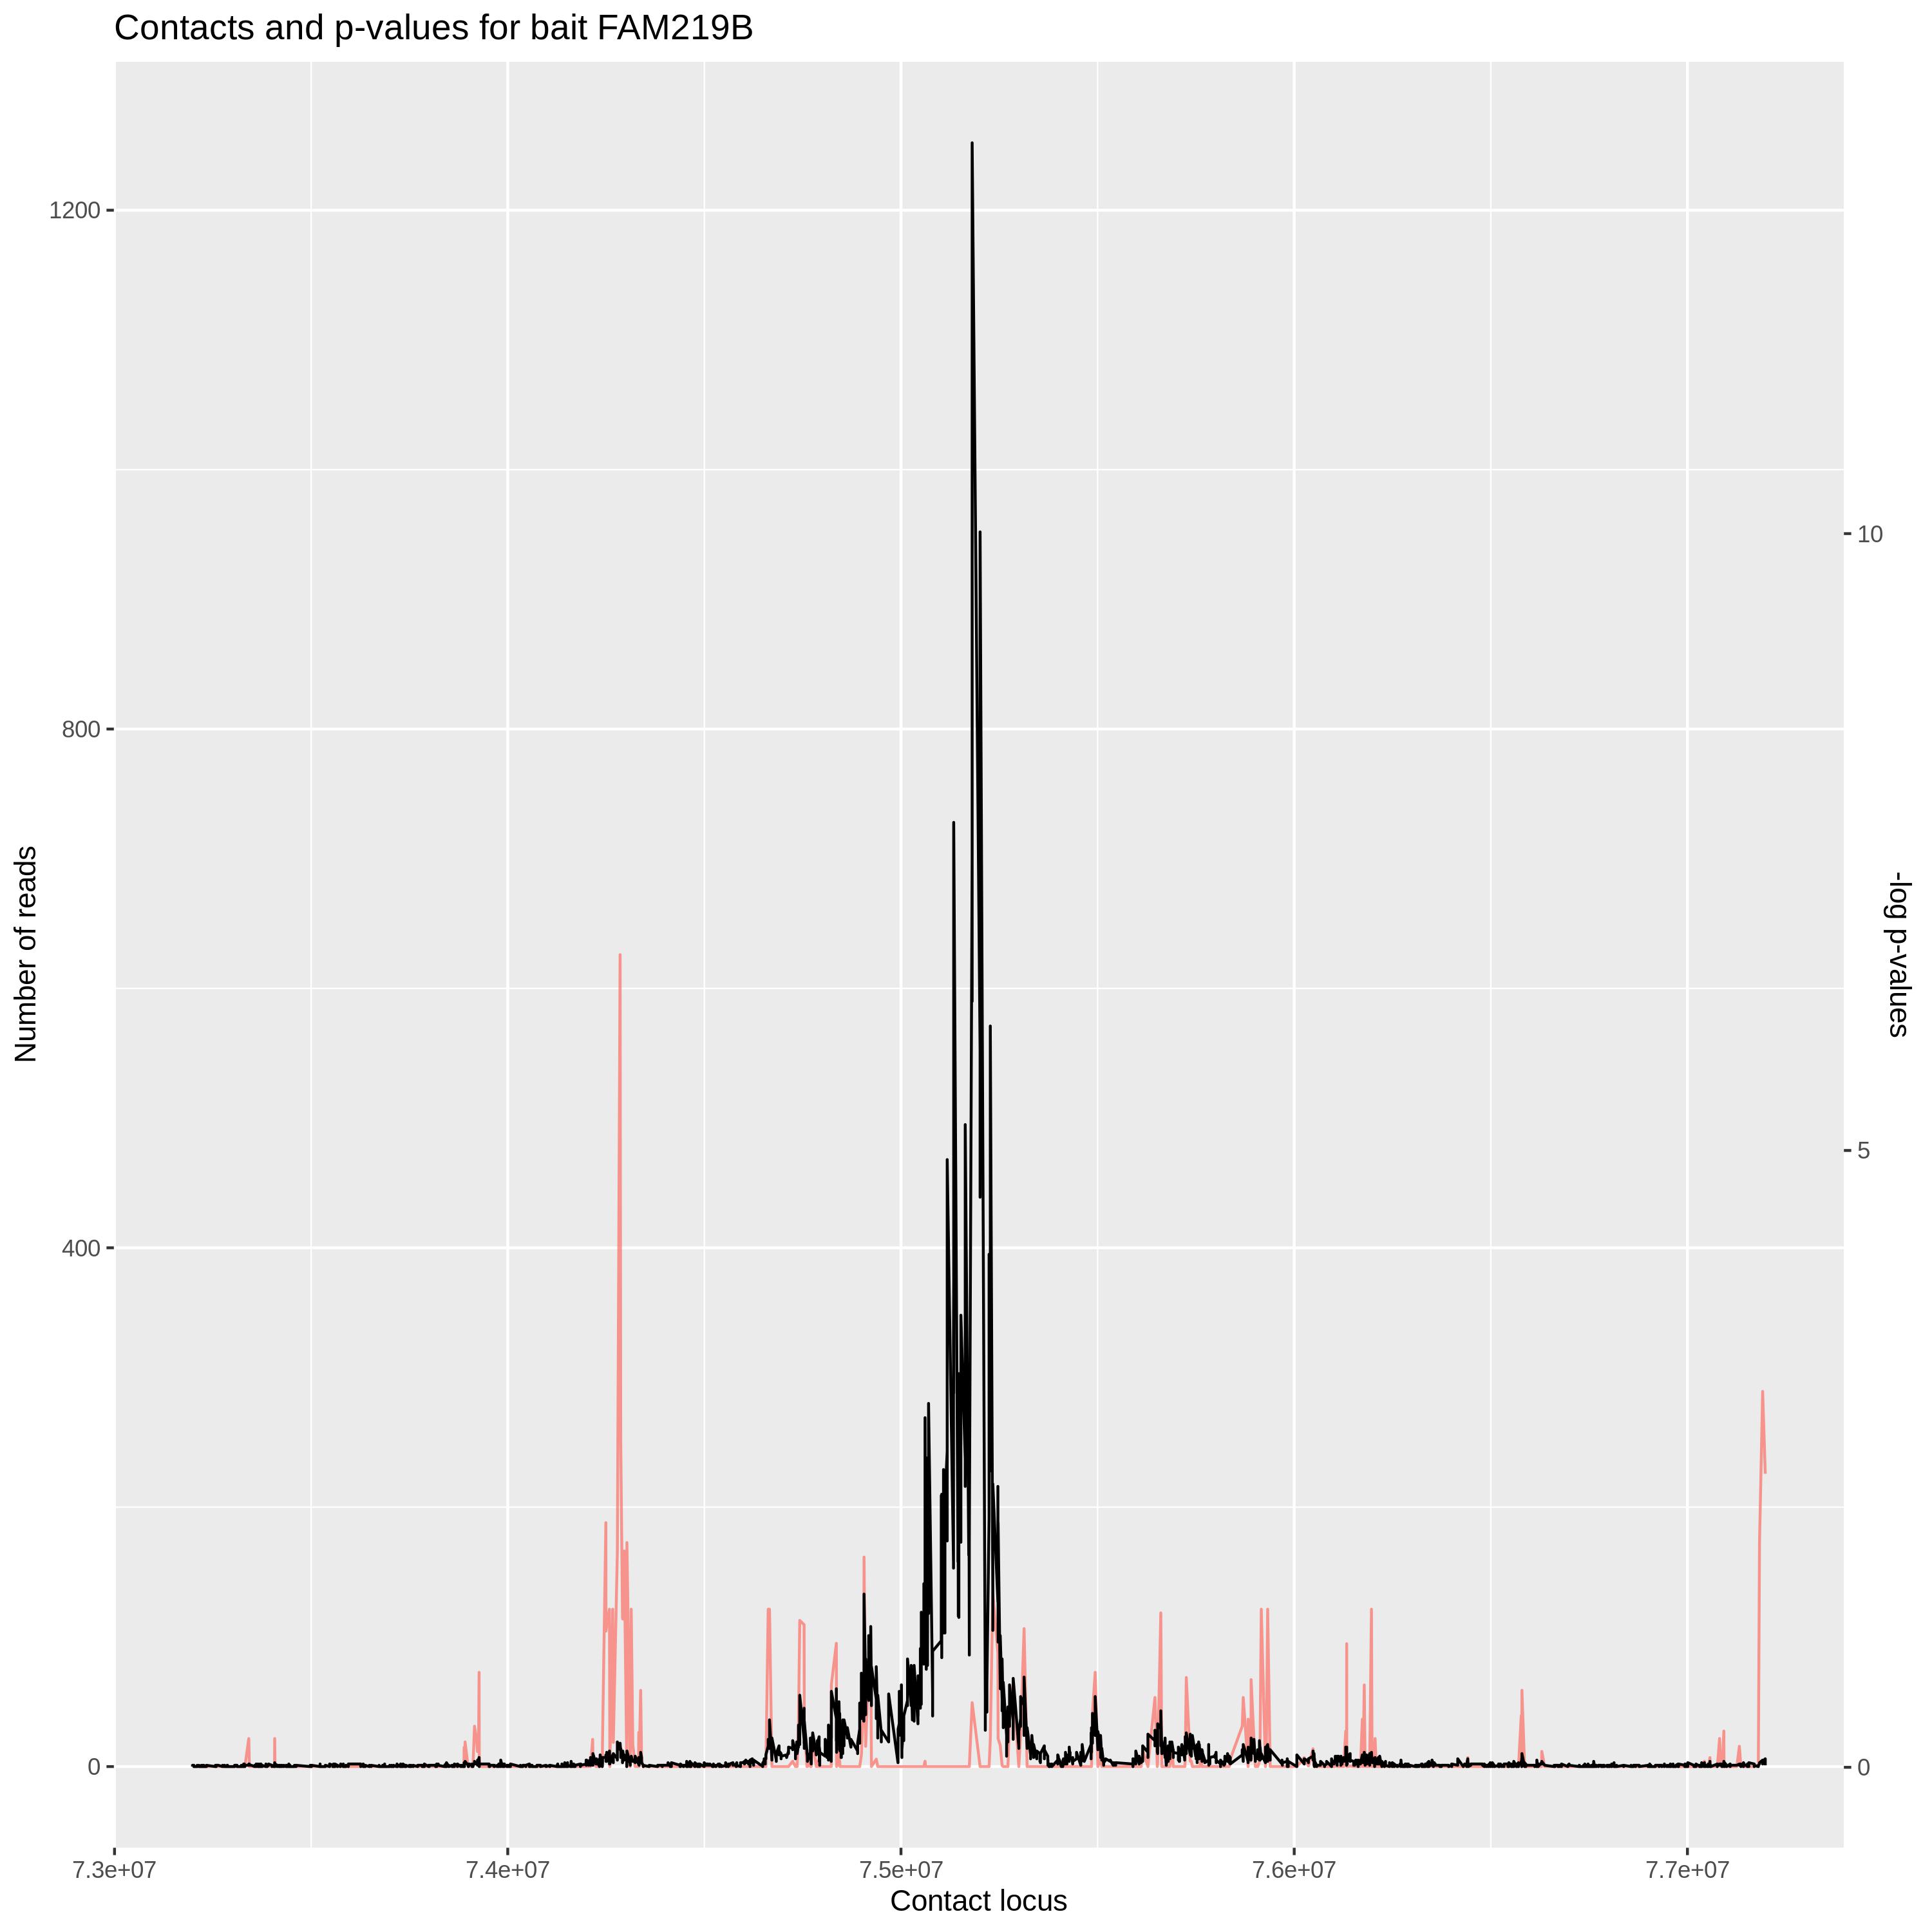 Contacts and p-values for bait FAM219B
1200
800
400
0
Number of reads
10
5
0
-log p-values
7.3e+07
7.4e+07
7.5e+07
7.6e+07
7.7e+07
Contact locus